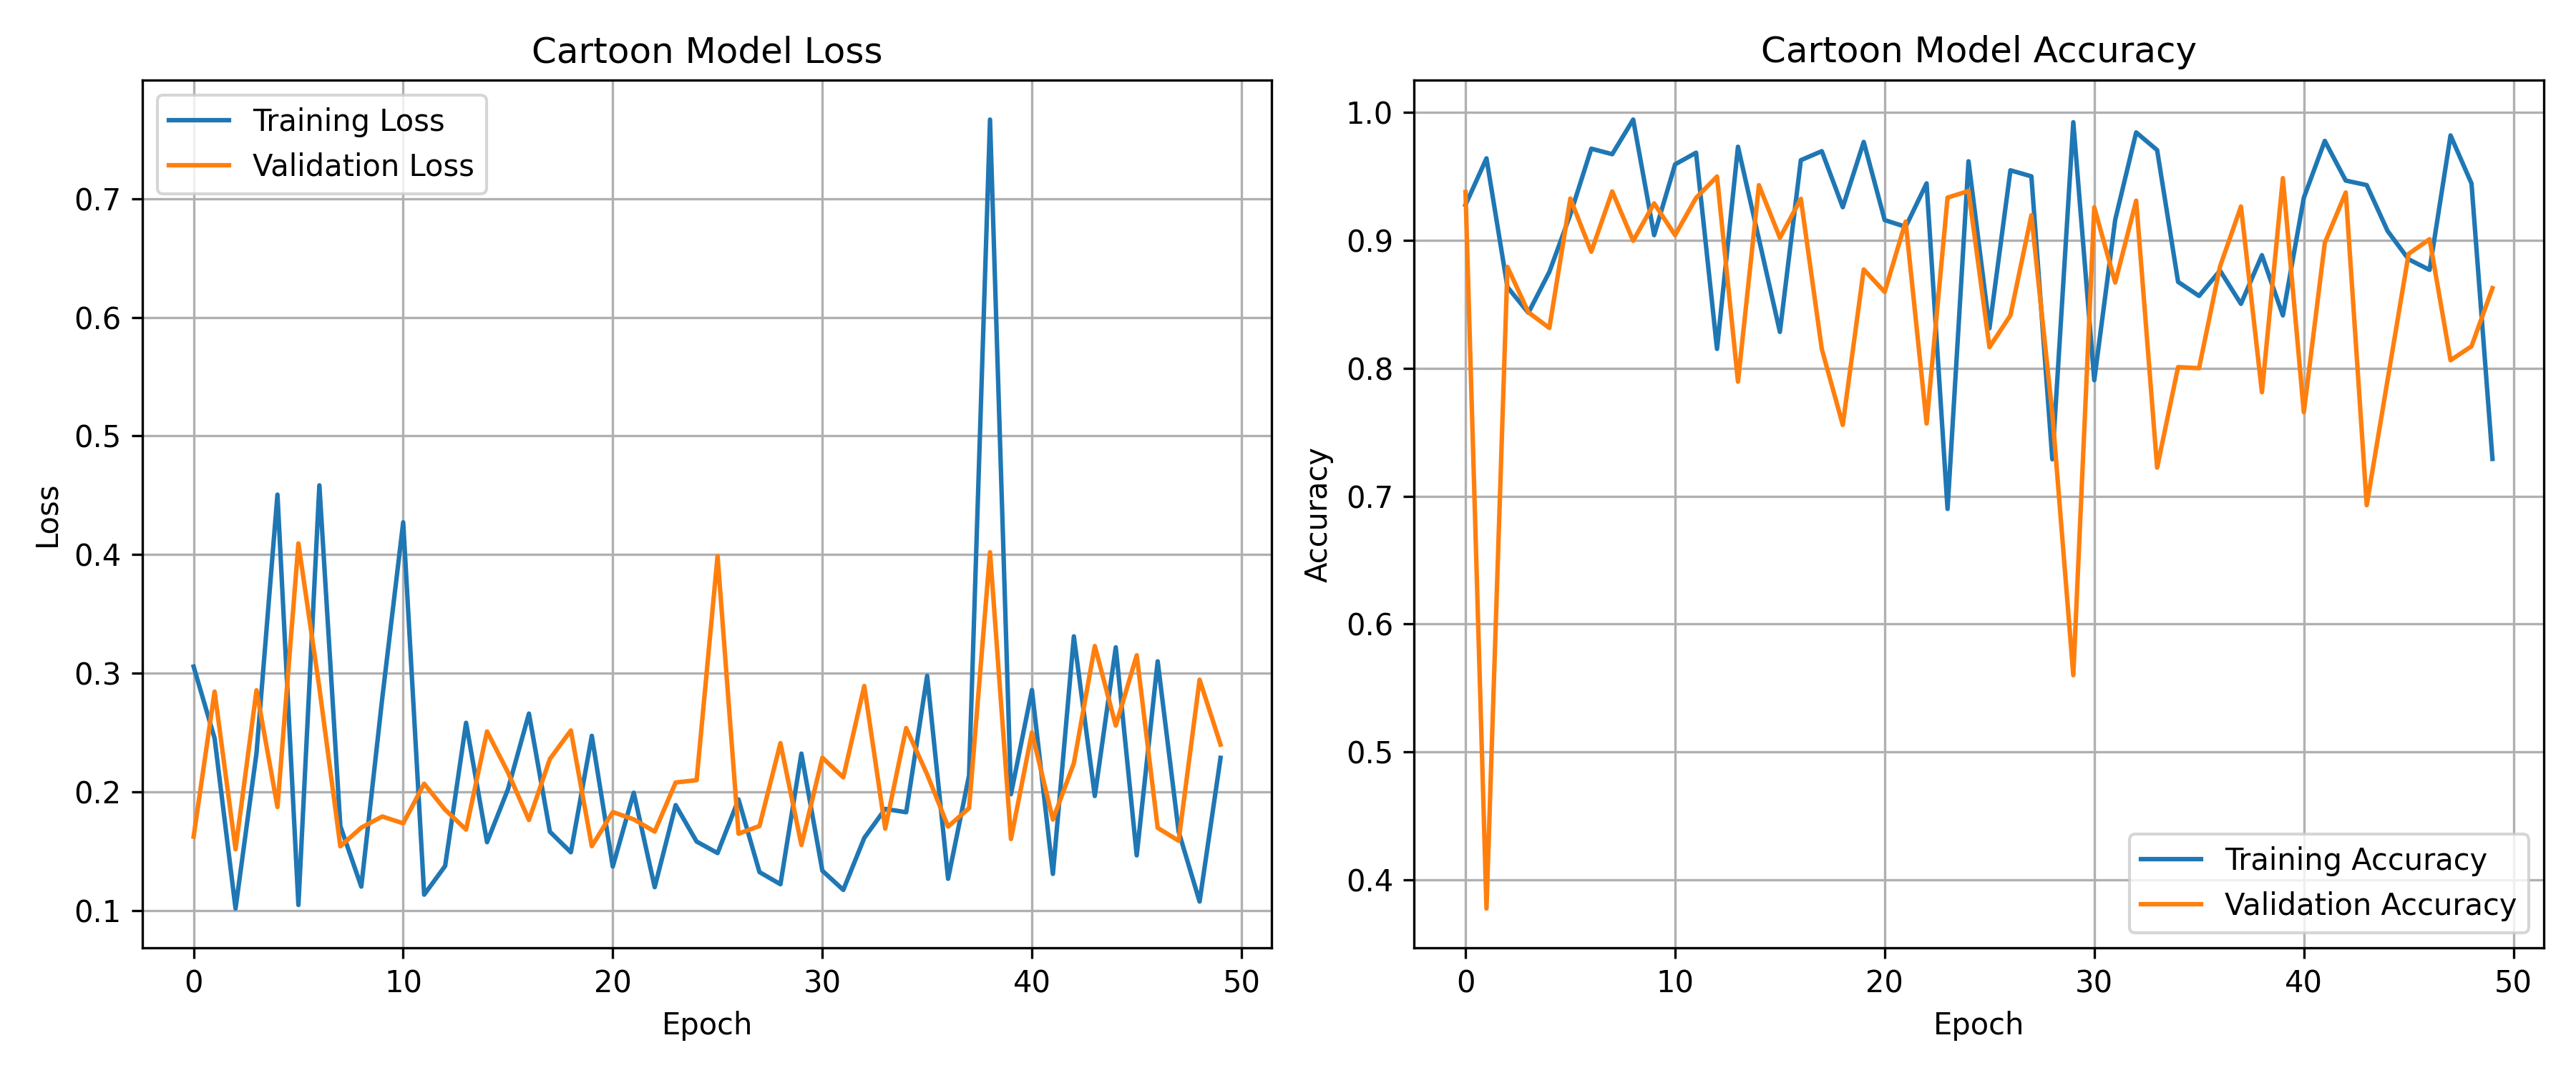 Cartoon Model Loss
Training Loss
Validation Loss
0.7
0.6
0.5
0.4
0.3
0.2
0.1
Loss
0 10 20 30 40 50
Epoch
Cartoon Model Accuracy
1.0
0.9
0.8
0.7
0.6
0.5
0.4
Accuracy
Training Accuracy
Validation Accuracy
0 10 20 30 40 50
Epoch